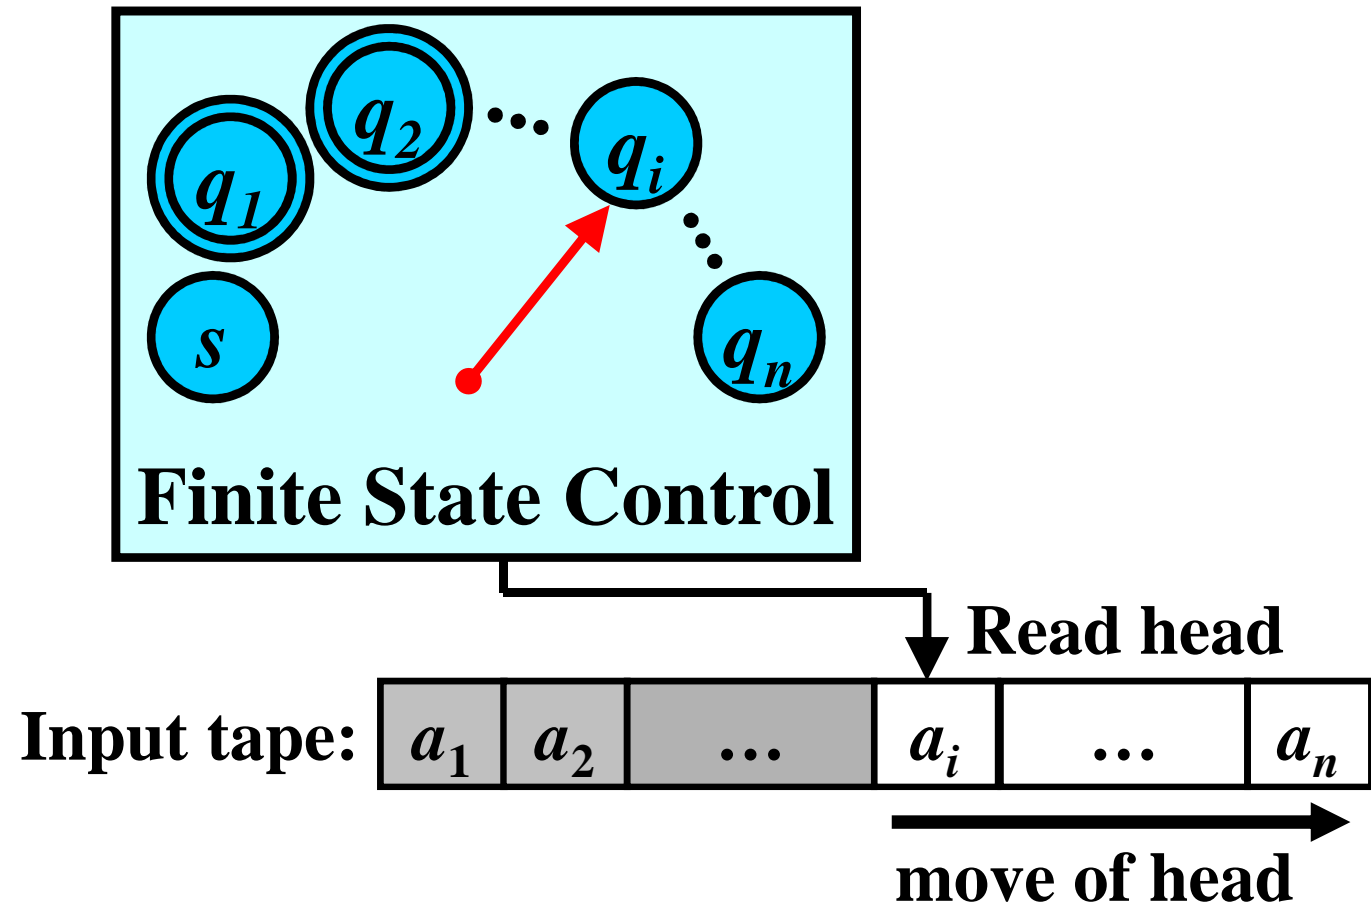 q₂
qᵢ
q₁
s
qₙ
Finite State Control
Read head
Input tape: a₁ a₂ … aᵢ … aₙ
move of head